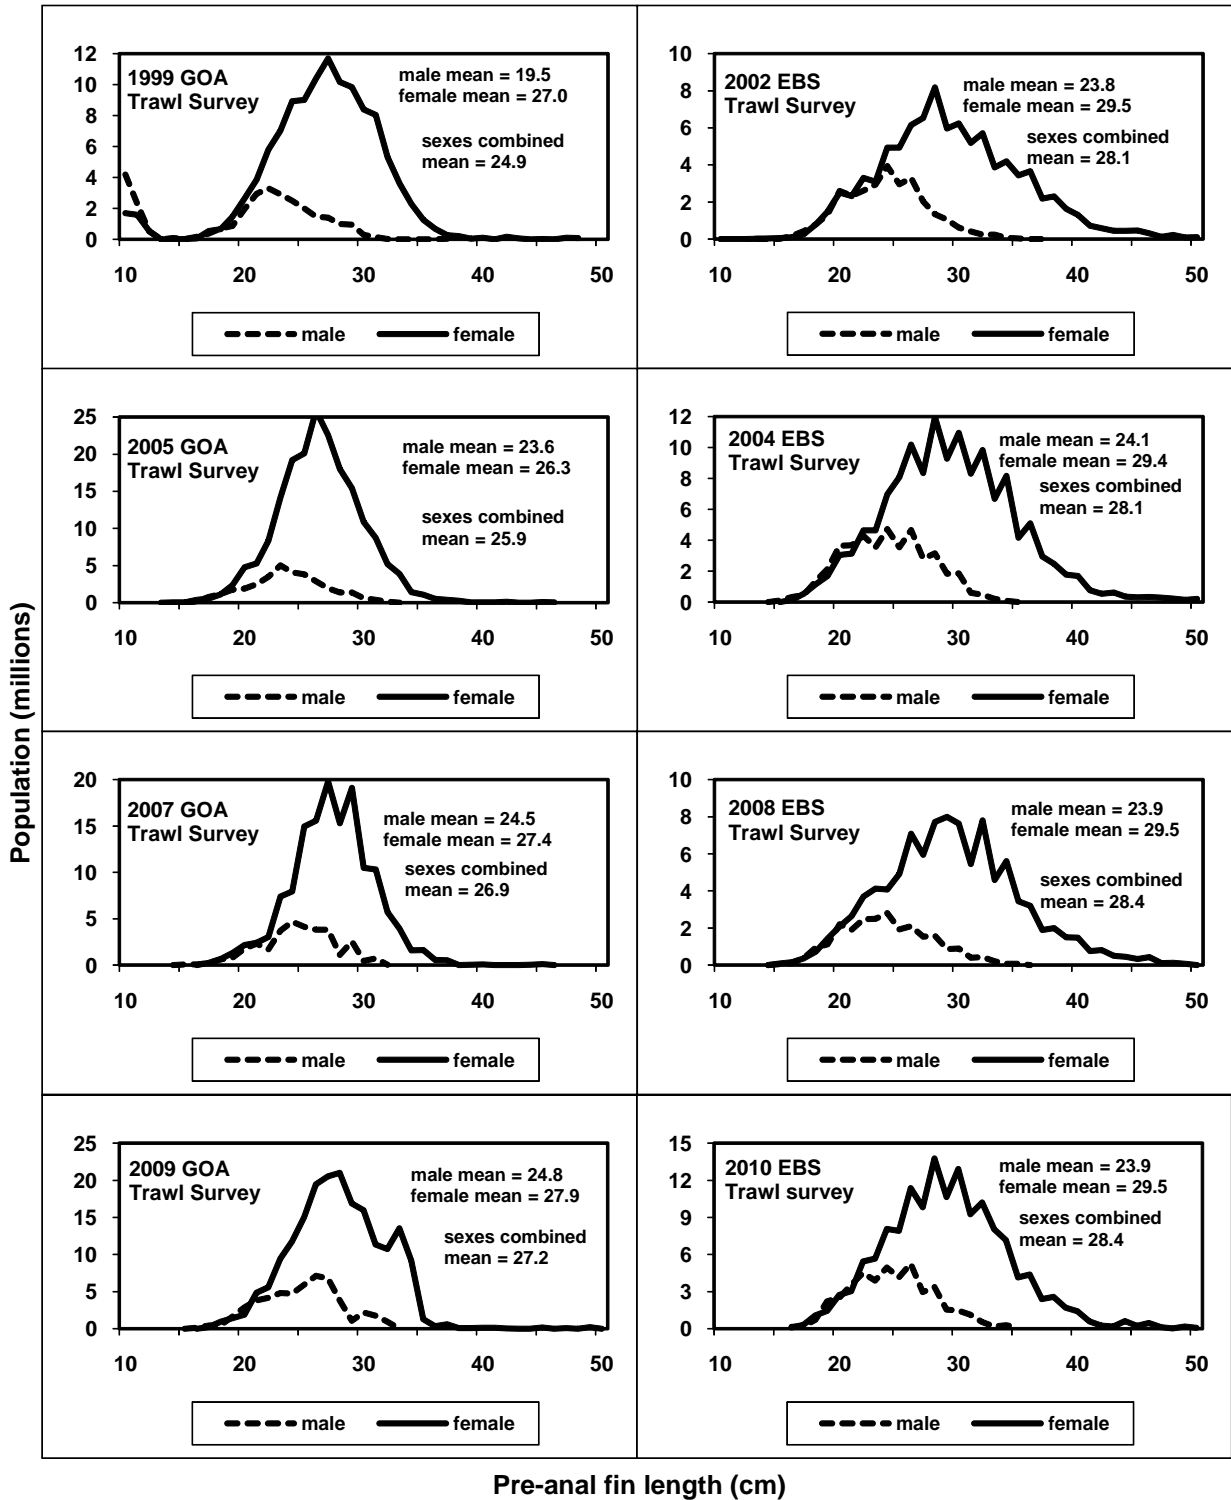 Population (millions)
12
10
8
6
4
2
0
1999 GOA
Trawl Survey
male mean = 19.5
female mean = 27.0
sexes combined
mean = 24.9
10 20 30 40 50
male female
10
8
6
4
2
0
2002 EBS
Trawl Survey
male mean = 23.8
female mean = 29.5
sexes combined
mean = 28.1
10 20 30 40 50
male female
25
20
15
10
5
0
2005 GOA
Trawl Survey
male mean = 23.6
female mean = 26.3
sexes combined
mean = 25.9
10 20 30 40 50
male female
12
10
8
6
4
2
0
2004 EBS
Trawl Survey
male mean = 24.1
female mean = 29.4
sexes combined
mean = 28.1
10 20 30 40 50
male female
20
15
10
5
0
2007 GOA
Trawl Survey
male mean = 24.5
female mean = 27.4
sexes combined
mean = 26.9
10 20 30 40 50
male female
10
8
6
4
2
0
2008 EBS
Trawl Survey
male mean = 23.9
female mean = 29.5
sexes combined
mean = 28.4
10 20 30 40 50
male female
25
20
15
10
5
0
2009 GOA
Trawl Survey
male mean = 24.8
female mean = 27.9
sexes combined
mean = 27.2
10 20 30 40 50
male female
15
12
9
6
3
0
2010 EBS
Trawl survey
male mean = 23.9
female mean = 29.5
sexes combined
mean = 28.4
10 20 30 40 50
male female
Pre-anal fin length (cm)